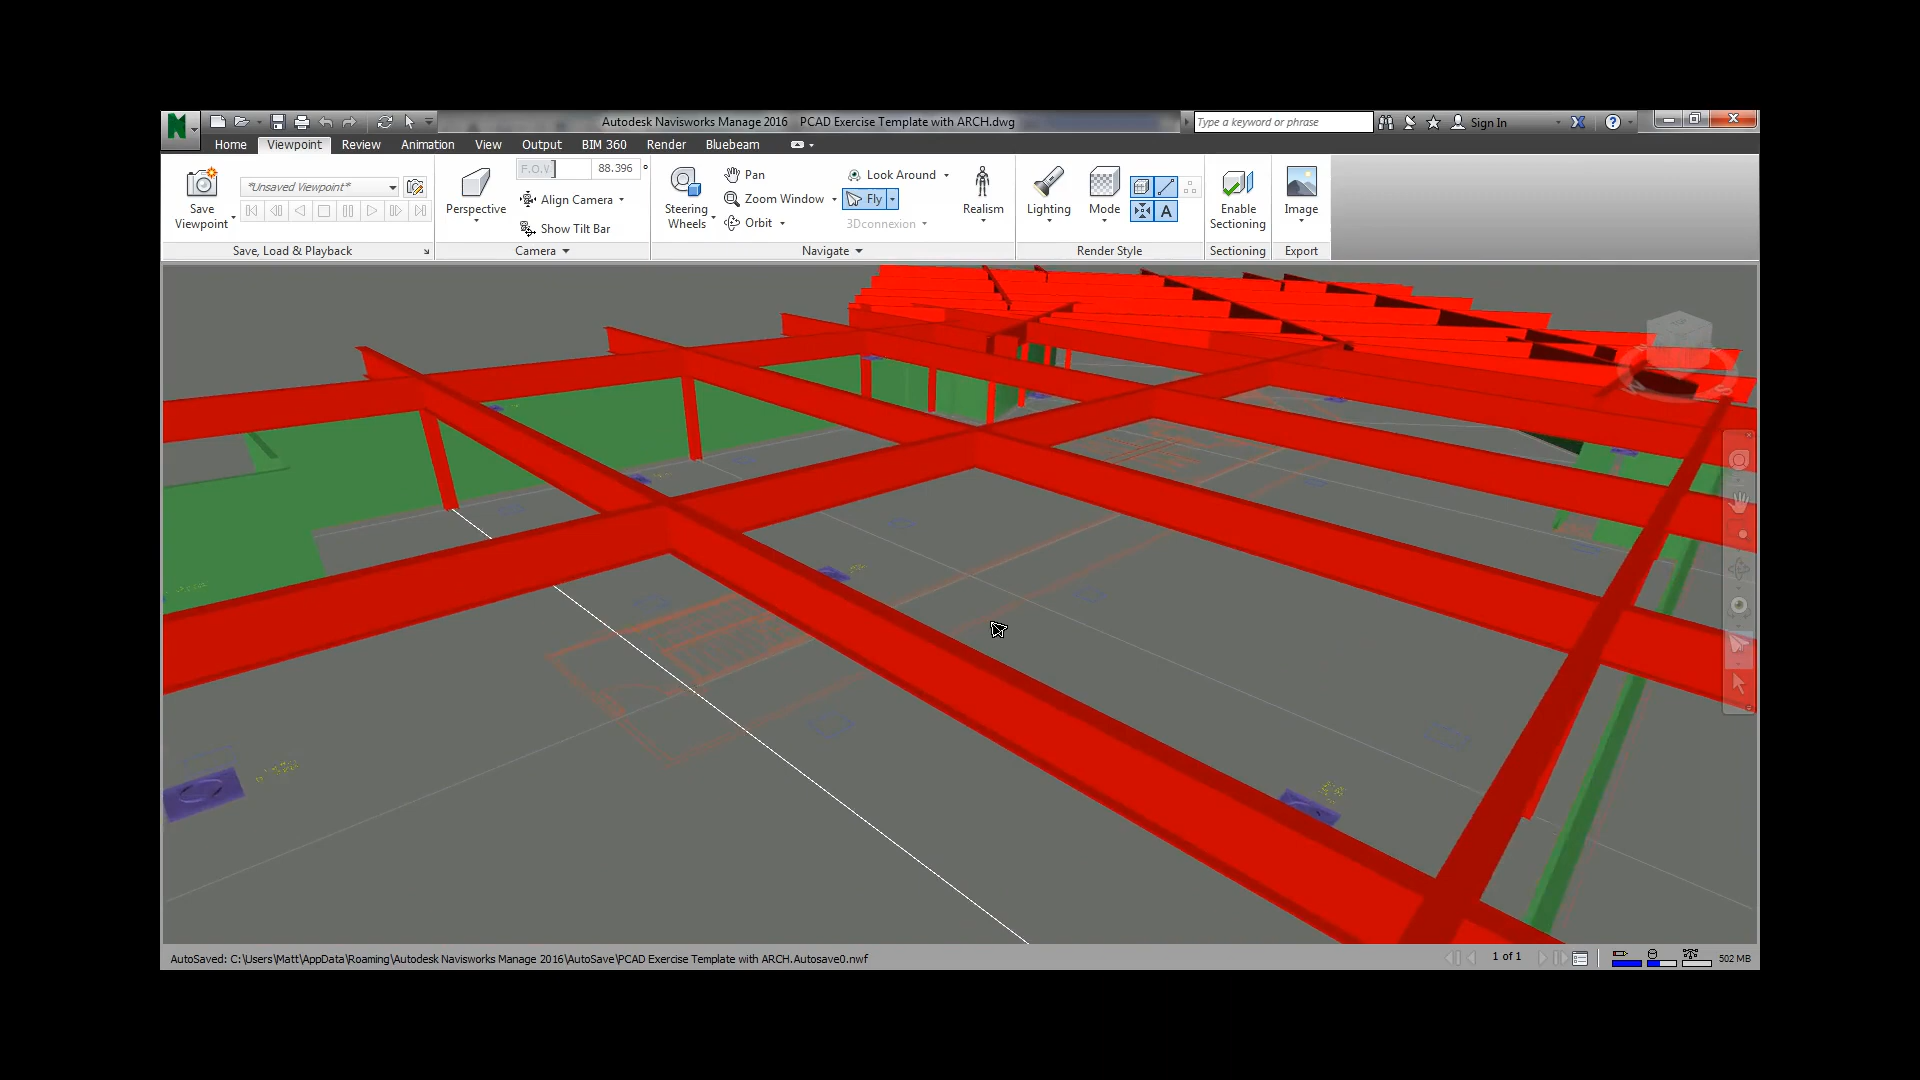 Autodesk Navisworks Manage 2016 PCAD Exercise Template with ARCH.dwg
Type a keyword or phrase
Sign In
Home Viewpoint Review Animation View Output BIM 360 Render Bluebeam
Save Viewpoint
*Unsaved Viewpoint*
Save, Load & Playback
Perspective
F.O.V. 88.396 °
Align Camera
Show Tilt Bar
Camera
Steering Wheels
Pan
Zoom Window
Orbit
Look Around
Fly
3Dconnexion
Navigate
Realism
Lighting
Mode
A
Render Style
Enable Sectioning
Sectioning
Image
Export
AutoSaved: C:\Users\Matt\AppData\Roaming\Autodesk Navisworks Manage 2016\AutoSave\PCAD Exercise Template with ARCH.Autosave0.nwf
1 of 1
502 MB